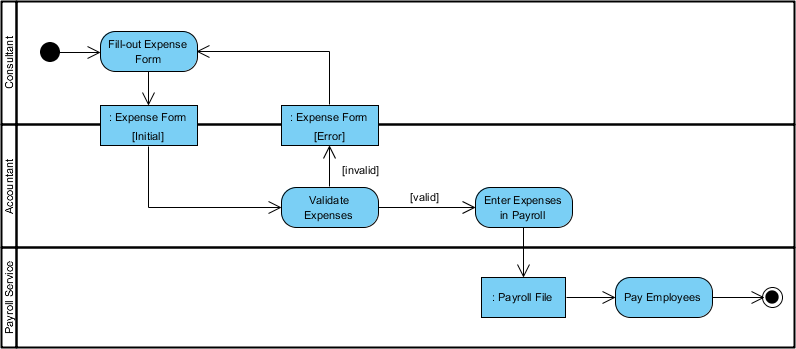 Consultant
Fill-out Expense
Form
: Expense Form
[Initial]
: Expense Form
[Error]
Accountant
[invalid]
Validate
Expenses
[valid]
Enter Expenses
in Payroll
Payroll Service
: Payroll File
Pay Employees